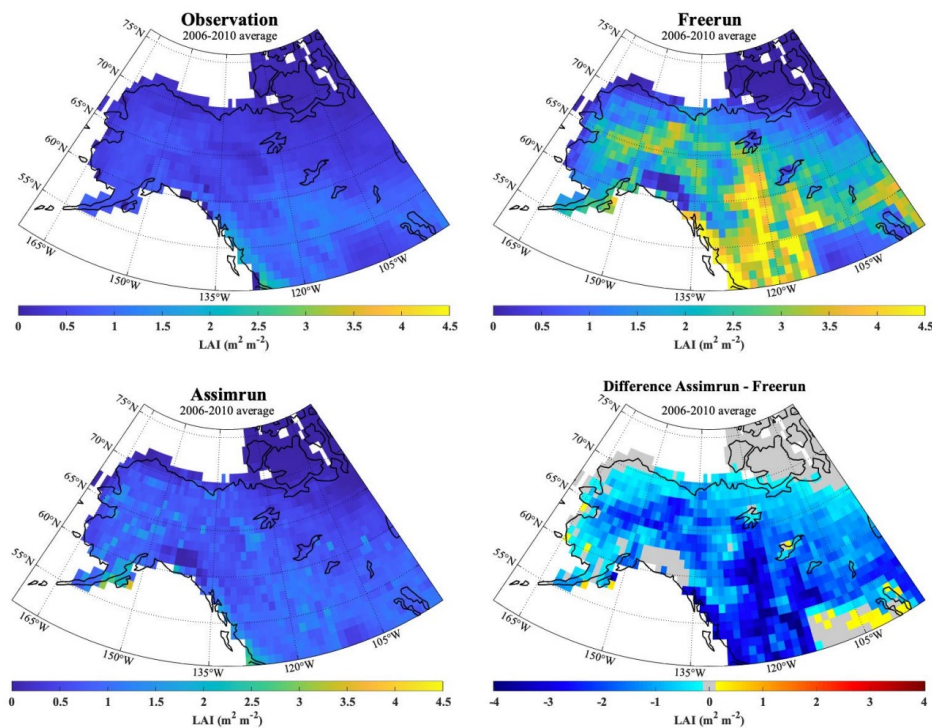 Observation
2006-2010 average
75°N
70°N
65°N
60°N
55°N
165°W
150°W
135°W
120°W
105°W
0 0.5 1 1.5 2 2.5 3 3.5 4 4.5
LAI (m² m⁻²)
Freerun
2006-2010 average
75°N
70°N
65°N
60°N
55°N
165°W
150°W
135°W
120°W
105°W
0 0.5 1 1.5 2 2.5 3 3.5 4 4.5
LAI (m² m⁻²)
Assimrun
2006-2010 average
75°N
70°N
65°N
60°N
55°N
165°W
150°W
135°W
120°W
105°W
0 0.5 1 1.5 2 2.5 3 3.5 4 4.5
LAI (m² m⁻²)
Difference Assimrun - Freerun
2006-2010 average
75°N
70°N
65°N
60°N
55°N
165°W
150°W
135°W
120°W
105°W
-4 -3 -2 -1 0 1 2 3 4
LAI (m² m⁻²)